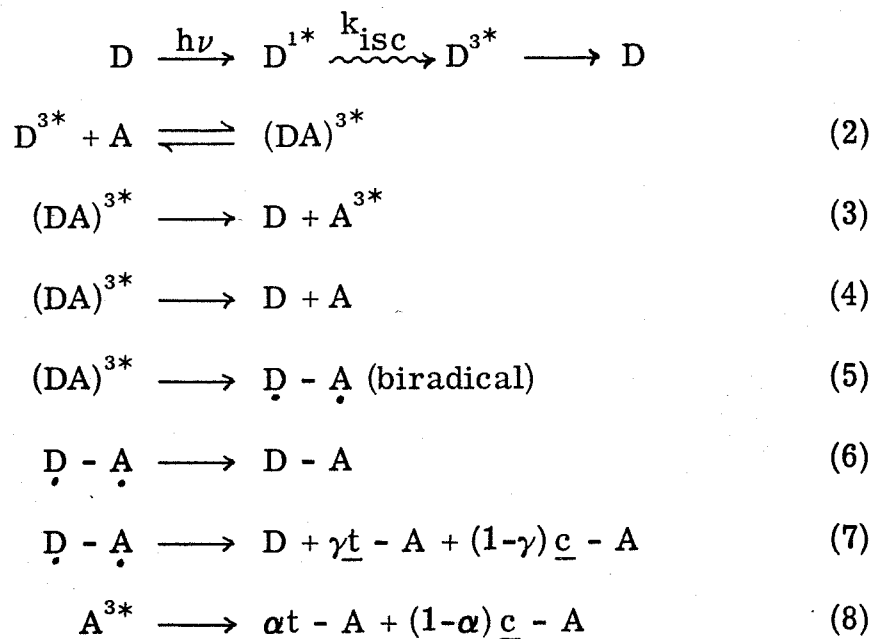 D —hν→ D¹* —k_isc→ D³* ⟶ D
D³* + A ⇌ (DA)³* (2)
(DA)³* ⟶ D + A³* (3)
(DA)³* ⟶ D + A (4)
(DA)³* ⟶ Ḍ - Ạ (biradical) (5)
Ḍ - Ạ ⟶ D - A (6)
Ḍ - Ạ ⟶ D + γt - A + (1-γ) c - A (7)
A³* ⟶ αt - A + (1-α) c - A (8)